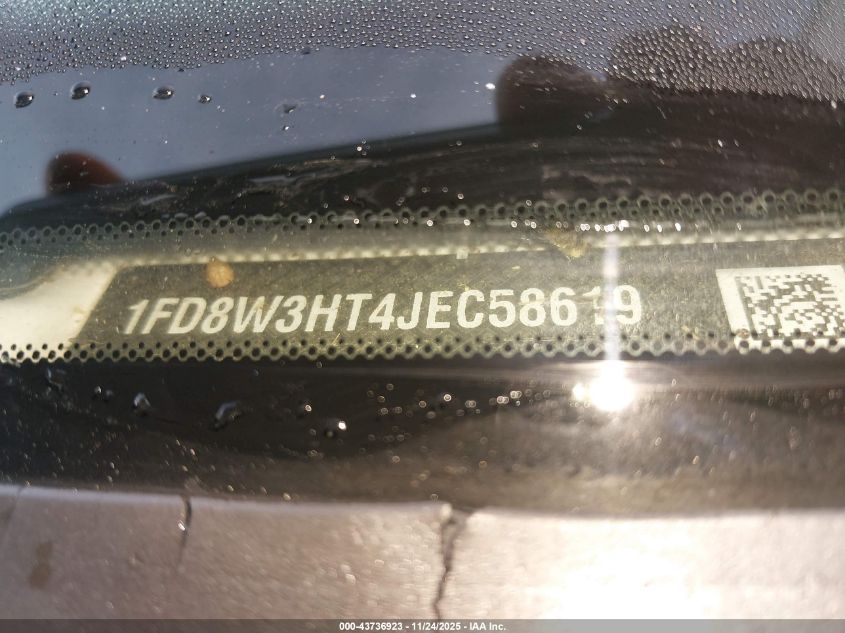 1FD8W3HT4JEC58619
000-43736923 - 11/24/2025 - IAA Inc.